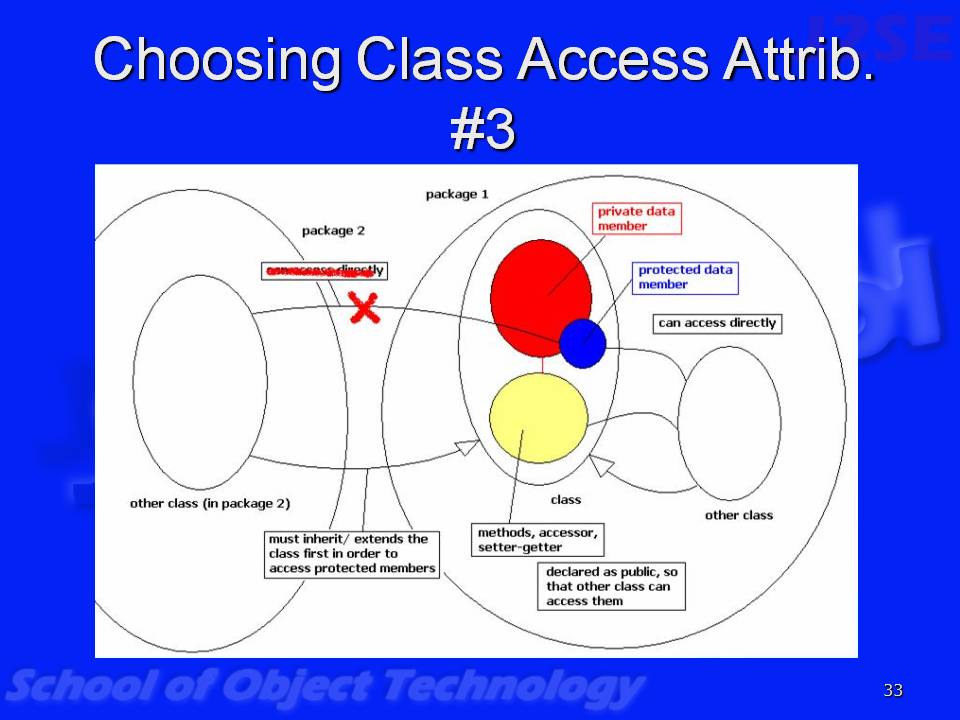 J2SE
Choosing Class Access Attrib.
#3
package 1
package 2
private data
member
protected data
member
can access directly
other class (in package 2)
class
other class
must inherit/ extends the
class first in order to
access protected members
methods, accessor,
setter-getter
declared as public, so
that other class can
access them
School of Object Technology
33